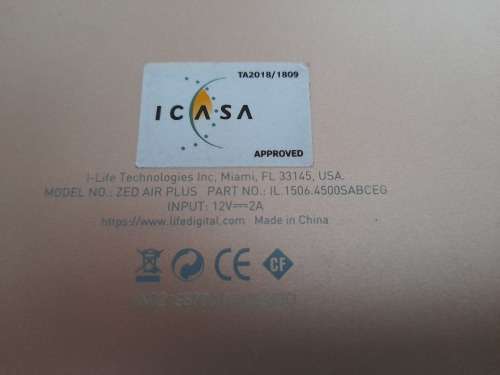 TA2018/1809
ICASA
APPROVED
I-Life Technologies Inc, Miami, FL 33145, USA.
MODEL NO.: ZED AIR PLUS PART NO.: IL.1506.4500SABCEG
INPUT: 12V⎓2A
https://www.lifedigital.com Made in China
CE CF